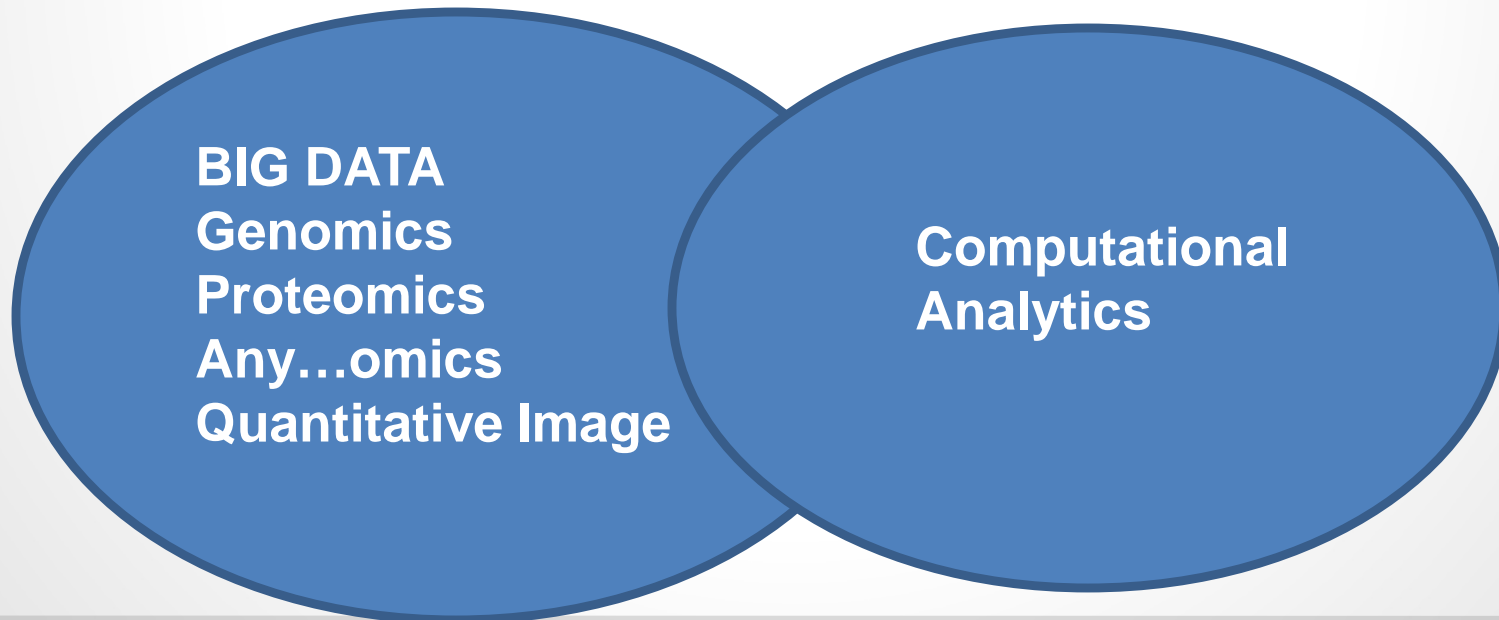 BIG DATA
Genomics
Proteomics
Any…omics
Quantitative Image
Computational
Analytics